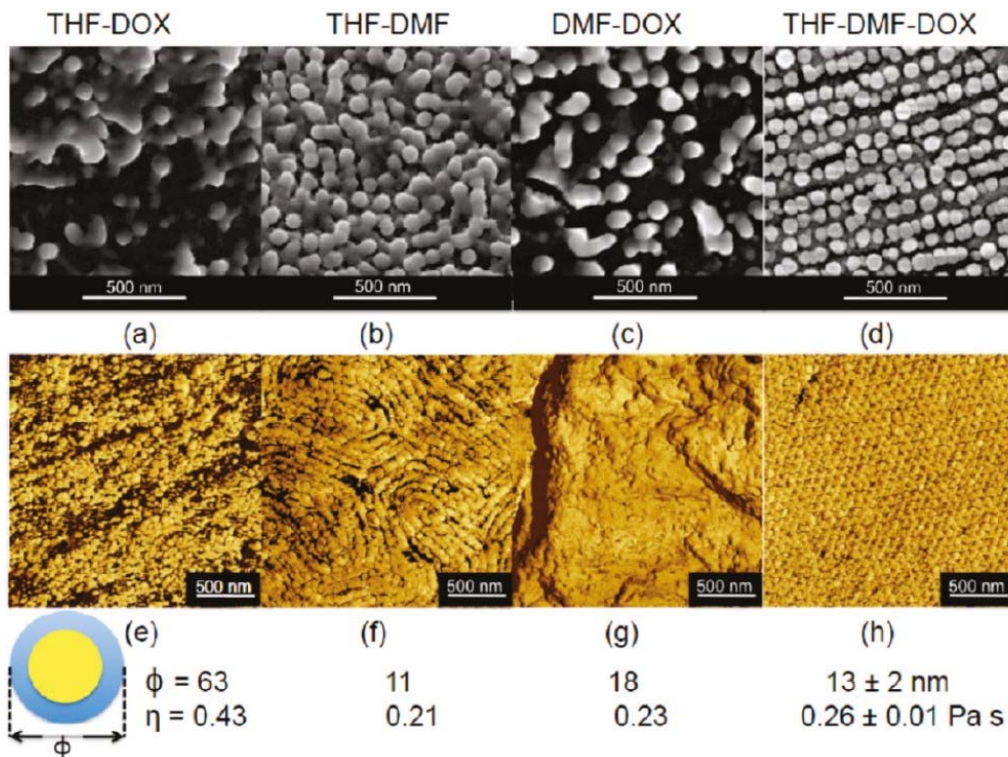 THF-DOX THF-DMF DMF-DOX THF-DMF-DOX
500 nm 500 nm 500 nm 500 nm
(a) (b) (c) (d)
500 nm 500 nm 500 nm 500 nm
(e) (f) (g) (h)
ϕ = 63 11 18 13 ± 2 nm
η = 0.43 0.21 0.23 0.26 ± 0.01 Pa s
ϕ